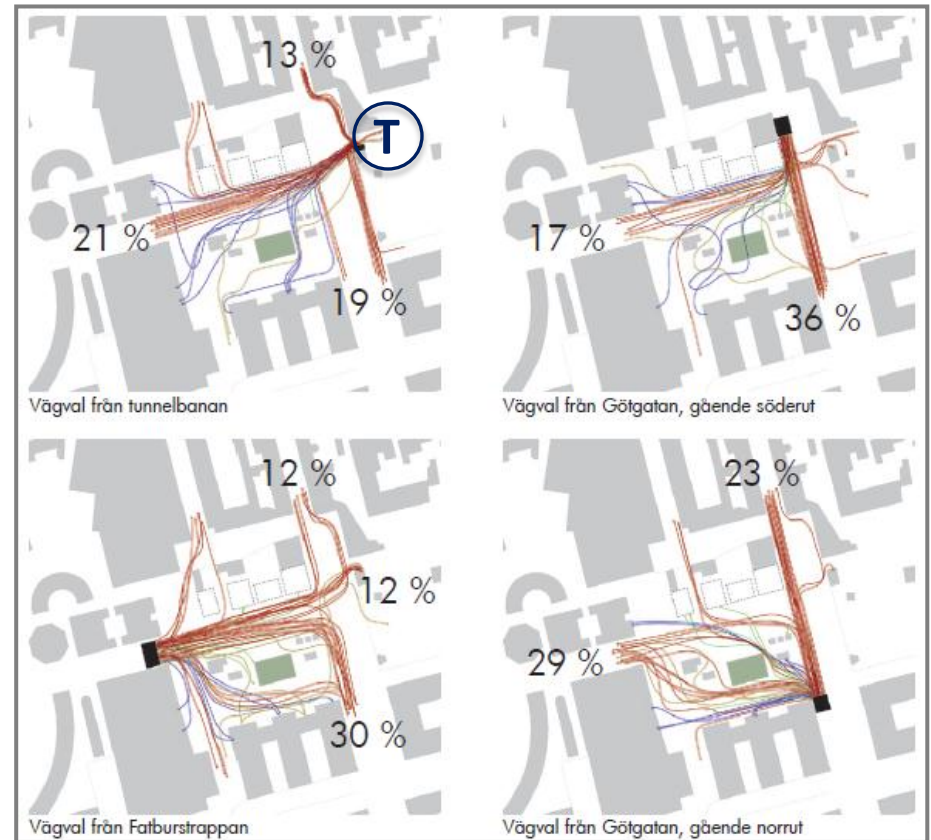 13 %
T
21 %
19 %
Vägval från tunnelbanan
17 %
36 %
Vägval från Götgatan, gående söderut
12 %
12 %
30 %
Vägval från Fatburstrappan
23 %
29 %
Vägval från Götgatan, gående norrut